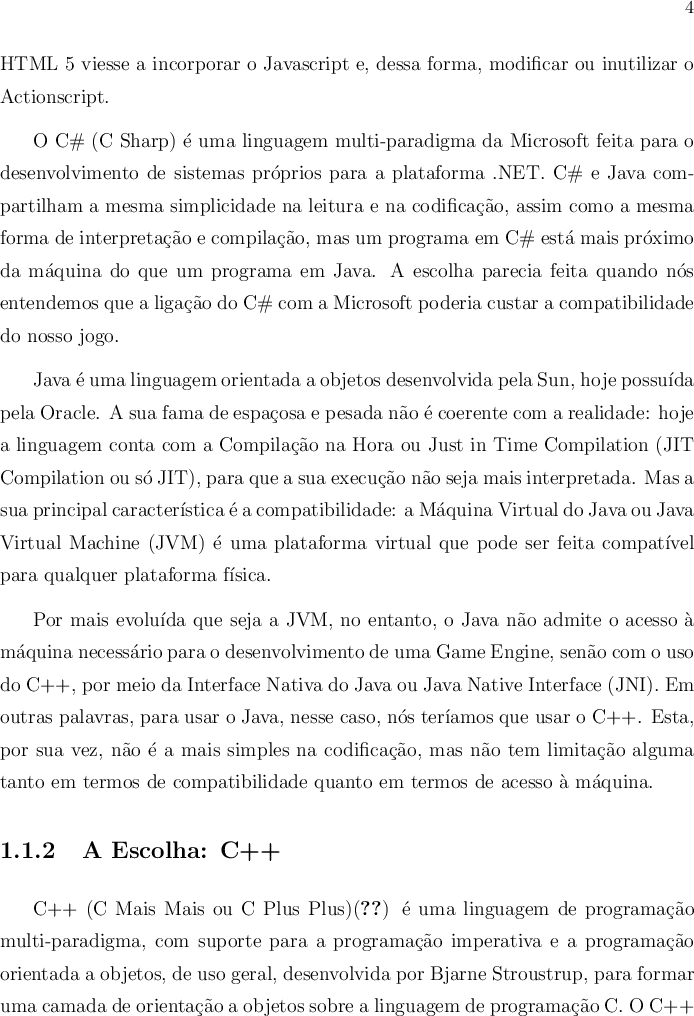 4
HTML 5 viesse a incorporar o Javascript e, dessa forma, modificar ou inutilizar o
Actionscript.
O C# (C Sharp) é uma linguagem multi-paradigma da Microsoft feita para o
desenvolvimento de sistemas próprios para a plataforma .NET. C# e Java com-
partilham a mesma simplicidade na leitura e na codificação, assim como a mesma
forma de interpretação e compilação, mas um programa em C# está mais próximo
da máquina do que um programa em Java. A escolha parecia feita quando nós
entendemos que a ligação do C# com a Microsoft poderia custar a compatibilidade
do nosso jogo.
Java é uma linguagem orientada a objetos desenvolvida pela Sun, hoje possuída
pela Oracle. A sua fama de espaçosa e pesada não é coerente com a realidade: hoje
a linguagem conta com a Compilação na Hora ou Just in Time Compilation (JIT
Compilation ou só JIT), para que a sua execução não seja mais interpretada. Mas a
sua principal característica é a compatibilidade: a Máquina Virtual do Java ou Java
Virtual Machine (JVM) é uma plataforma virtual que pode ser feita compatível
para qualquer plataforma física.
Por mais evoluída que seja a JVM, no entanto, o Java não admite o acesso à
máquina necessário para o desenvolvimento de uma Game Engine, senão com o uso
do C++, por meio da Interface Nativa do Java ou Java Native Interface (JNI). Em
outras palavras, para usar o Java, nesse caso, nós teríamos que usar o C++. Esta,
por sua vez, não é a mais simples na codificação, mas não tem limitação alguma
tanto em termos de compatibilidade quanto em termos de acesso à máquina.
1.1.2 A Escolha: C++
C++ (C Mais Mais ou C Plus Plus)(??) é uma linguagem de programação
multi-paradigma, com suporte para a programação imperativa e a programação
orientada a objetos, de uso geral, desenvolvida por Bjarne Stroustrup, para formar
uma camada de orientação a objetos sobre a linguagem de programação C. O C++